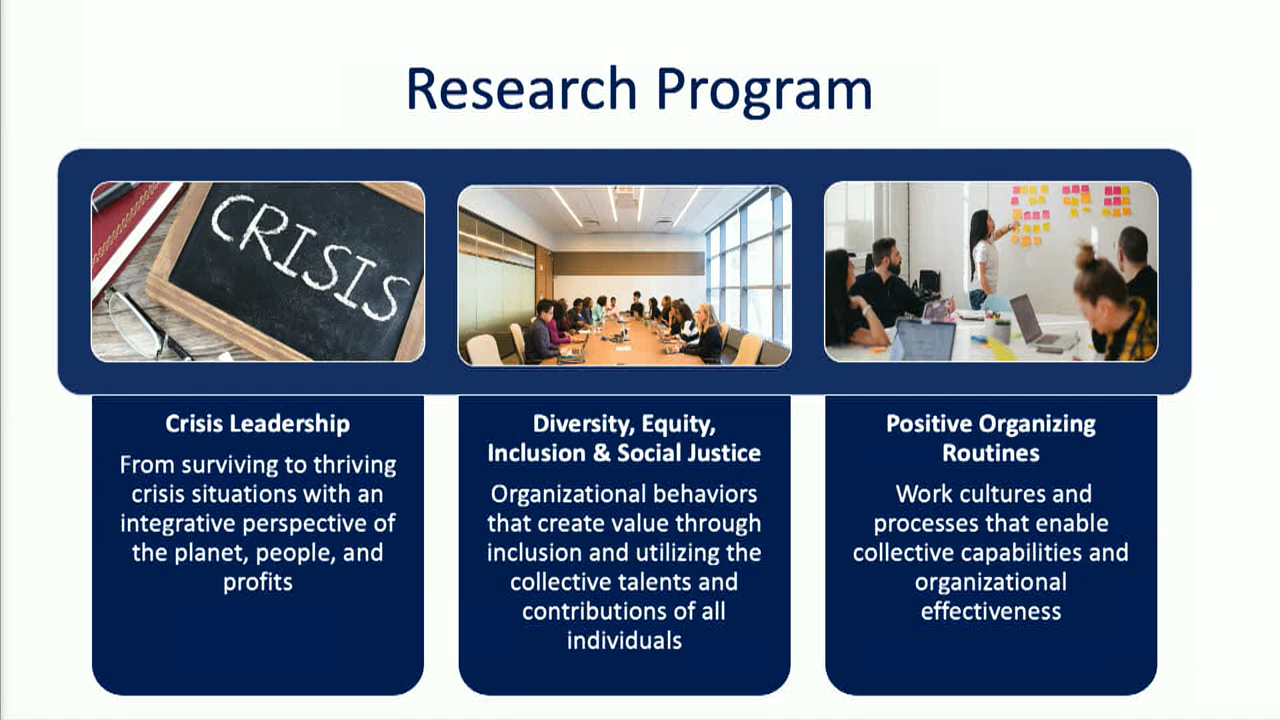 Research Program
CRISIS
Crisis Leadership
From surviving to thriving
crisis situations with an
integrative perspective of
the planet, people, and
profits
Diversity, Equity,
Inclusion & Social Justice
Organizational behaviors
that create value through
inclusion and utilizing the
collective talents and
contributions of all
individuals
Positive Organizing
Routines
Work cultures and
processes that enable
collective capabilities and
organizational
effectiveness